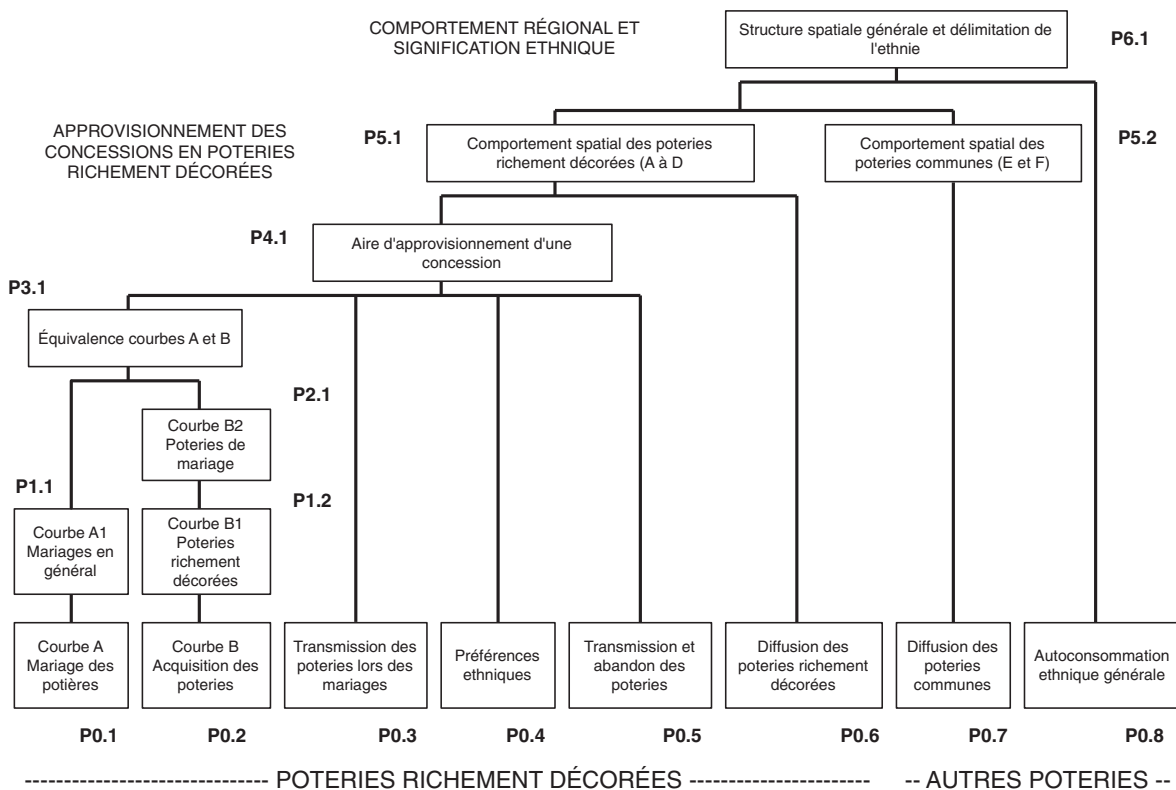 COMPORTEMENT RÉGIONAL ET
SIGNIFICATION ETHNIQUE
Structure spatiale générale et délimitation de
l'ethnie
P6.1
APPROVISIONNEMENT DES
CONCESSIONS EN POTERIES
RICHEMENT DÉCORÉES
P5.1
Comportement spatial des poteries
richement décorées (A à D
Comportement spatial des
poteries communes (E et F)
P5.2
P4.1
Aire d'approvisionnement d'une
concession
P3.1
Équivalence courbes A et B
P2.1
Courbe B2
Poteries de
mariage
P1.1
P1.2
Courbe A1
Mariages en
général
Courbe B1
Poteries
richement
décorées
Courbe A
Mariage des
potières
Courbe B
Acquisition des
poteries
Transmission des
poteries lors des
mariages
Préférences
ethniques
Transmission et
abandon des
poteries
Diffusion des
poteries richement
décorées
Diffusion des
poteries
communes
Autoconsommation
ethnique générale
P0.1 P0.2 P0.3 P0.4 P0.5 P0.6 P0.7 P0.8
------------------------- POTERIES RICHEMENT DÉCORÉES ------------------ -- AUTRES POTERIES --